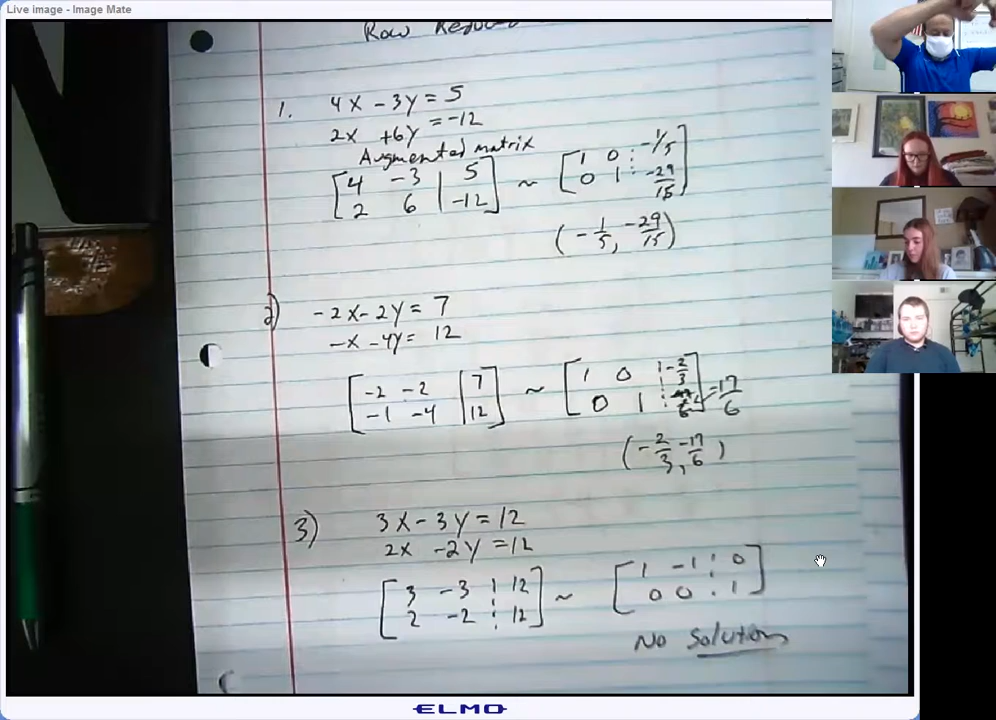 Live image - Image Mate
Row
1. 4x - 3y = 5
2x +6y = -12
Augmented matrix
[ 4 -3 | 5 ] ~ [ 1 0 ⋮ -1/5 ]
[ 2 6 | -12 ] [ 0 1 ⋮ -29/15 ]
(-1/5, -29/15)
2) -2x - 2y = 7
-x - 4y = 12
[ -2 -2 | 7 ] ~ [ 1 0 ⋮ -2/3 ]
[ -1 -4 | 12 ] [ 0 1 ⋮ ] -17/6
(-2/3, -17/6)
3) 3x - 3y = 12
2x - 2y = 12
[ 3 -3 ⋮ 12 ] ~ [ 1 -1 ⋮ 0 ]
[ 2 -2 ⋮ 12 ] [ 0 0 ⋮ 1 ]
No Solution
ELMO